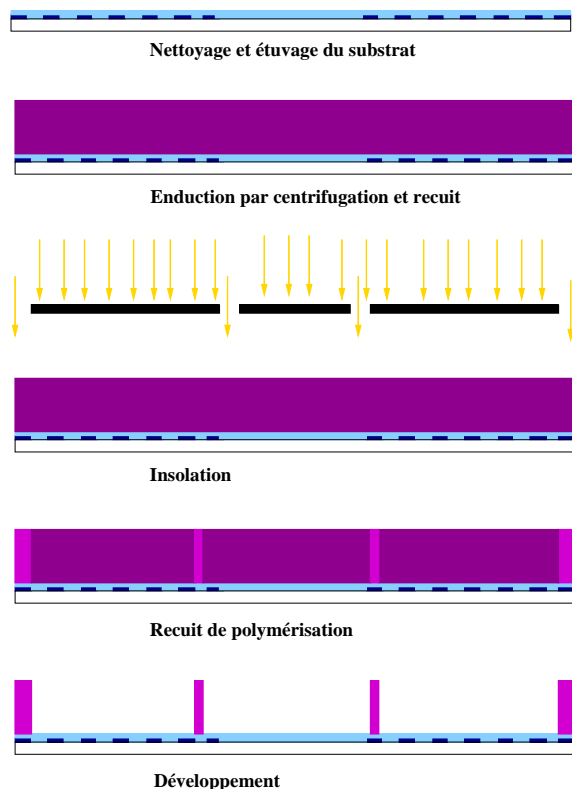 Nettoyage et étuvage du substrat
Enduction par centrifugation et recuit
Insolation
Recuit de polymérisation
Développement